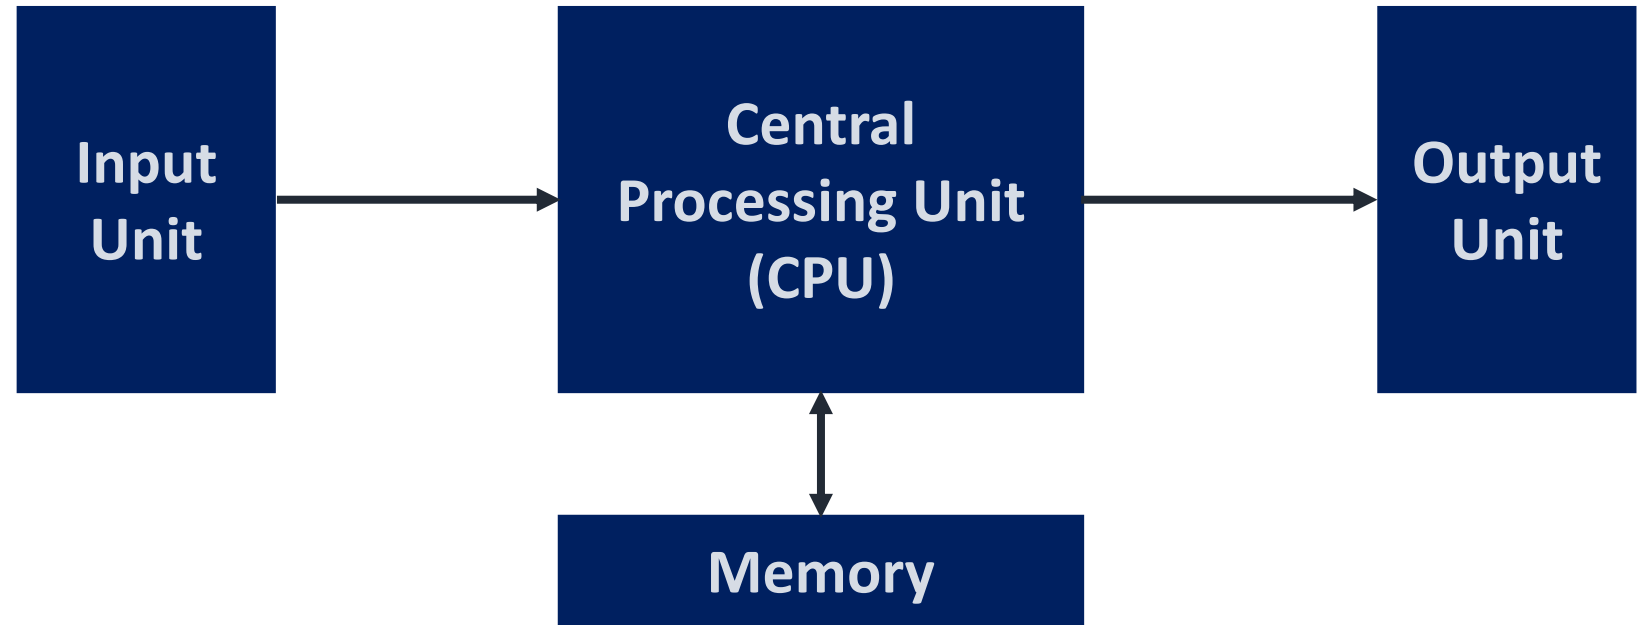 Input
Unit
Central
Processing Unit
(CPU)
Output
Unit
Memory